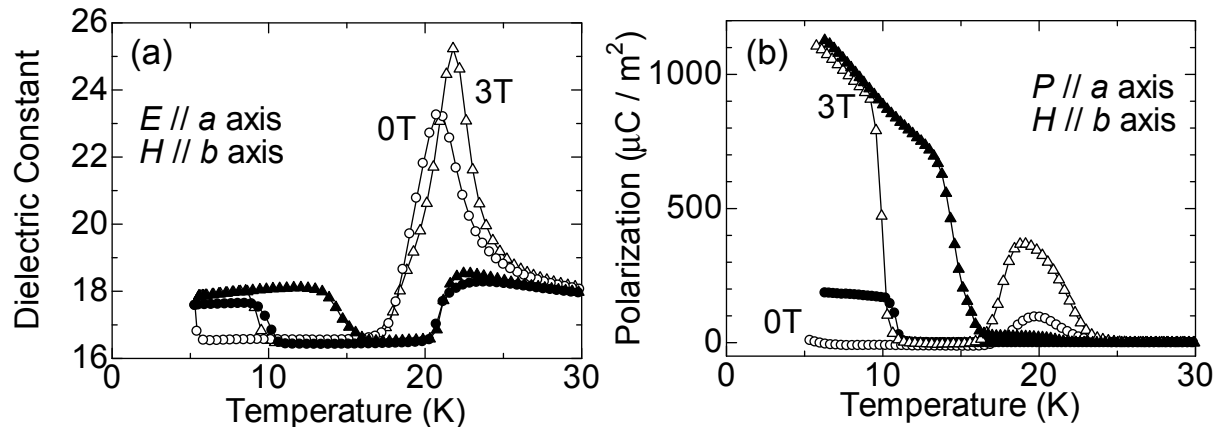 (a)
E // a axis
H // b axis
0T
3T
Dielectric Constant
26
24
22
20
18
16
0
10
20
30
Temperature (K)
(b)
P // a axis
H // b axis
3T
0T
Polarization (μC / m²)
1000
500
0
0
10
20
30
Temperature (K)